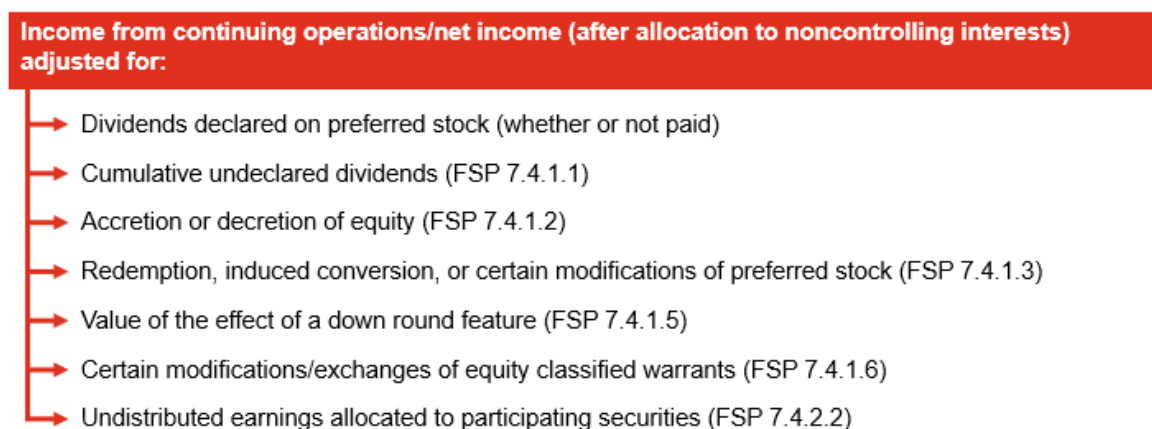 Income from continuing operations/net income (after allocation to noncontrolling interests)
adjusted for:
Dividends declared on preferred stock (whether or not paid)
Cumulative undeclared dividends (FSP 7.4.1.1)
Accretion or decretion of equity (FSP 7.4.1.2)
Redemption, induced conversion, or certain modifications of preferred stock (FSP 7.4.1.3)
Value of the effect of a down round feature (FSP 7.4.1.5)
Certain modifications/exchanges of equity classified warrants (FSP 7.4.1.6)
Undistributed earnings allocated to participating securities (FSP 7.4.2.2)